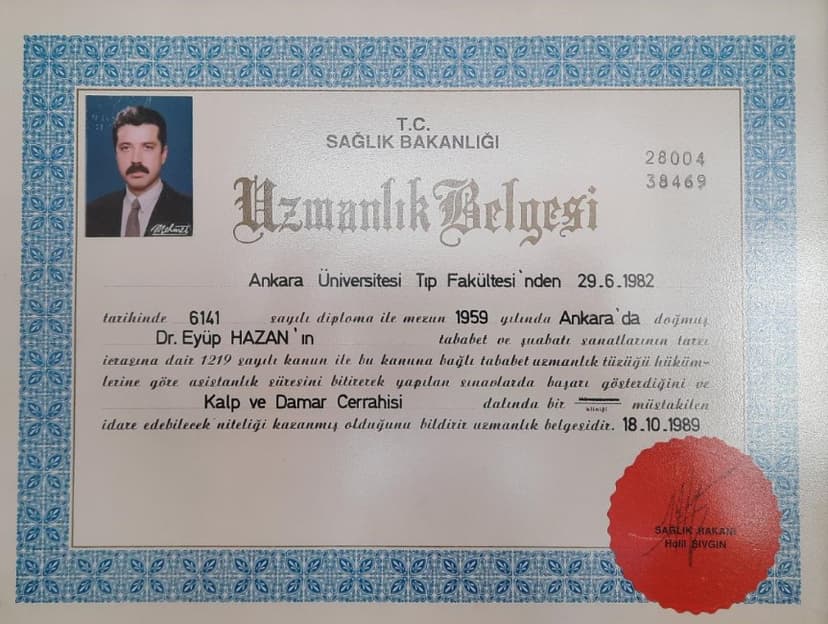 T.C.
SAĞLIK BAKANLIĞI
28004
38469
Uzmanlık Belgesi
Ankara Üniversitesi Tıp Fakültesi'nden 29.6.1982
tarihinde 6141 sayılı diploma ile mezun 1959 yılında Ankara'da doğmuş
Dr. Eyüp HAZAN'ın tababet ve şuabatı sanatlarının tarzı
icrasına dair 1219 sayılı kanun ile bu kanuna bağlı tababet uzmanlık tüzüğü hüküm-
lerine göre asistanlık süresini bitirerek yapılan sınavlarda başarı gösterdiğini ve
Kalp ve Damar Cerrahisi dalında bir kliniği müstakilen
idare edebilecek niteliği kazanmış olduğunu bildirir uzmanlık belgesidir. 18.10.1989
SAĞLIK BAKANI
Halil ŞIVGIN